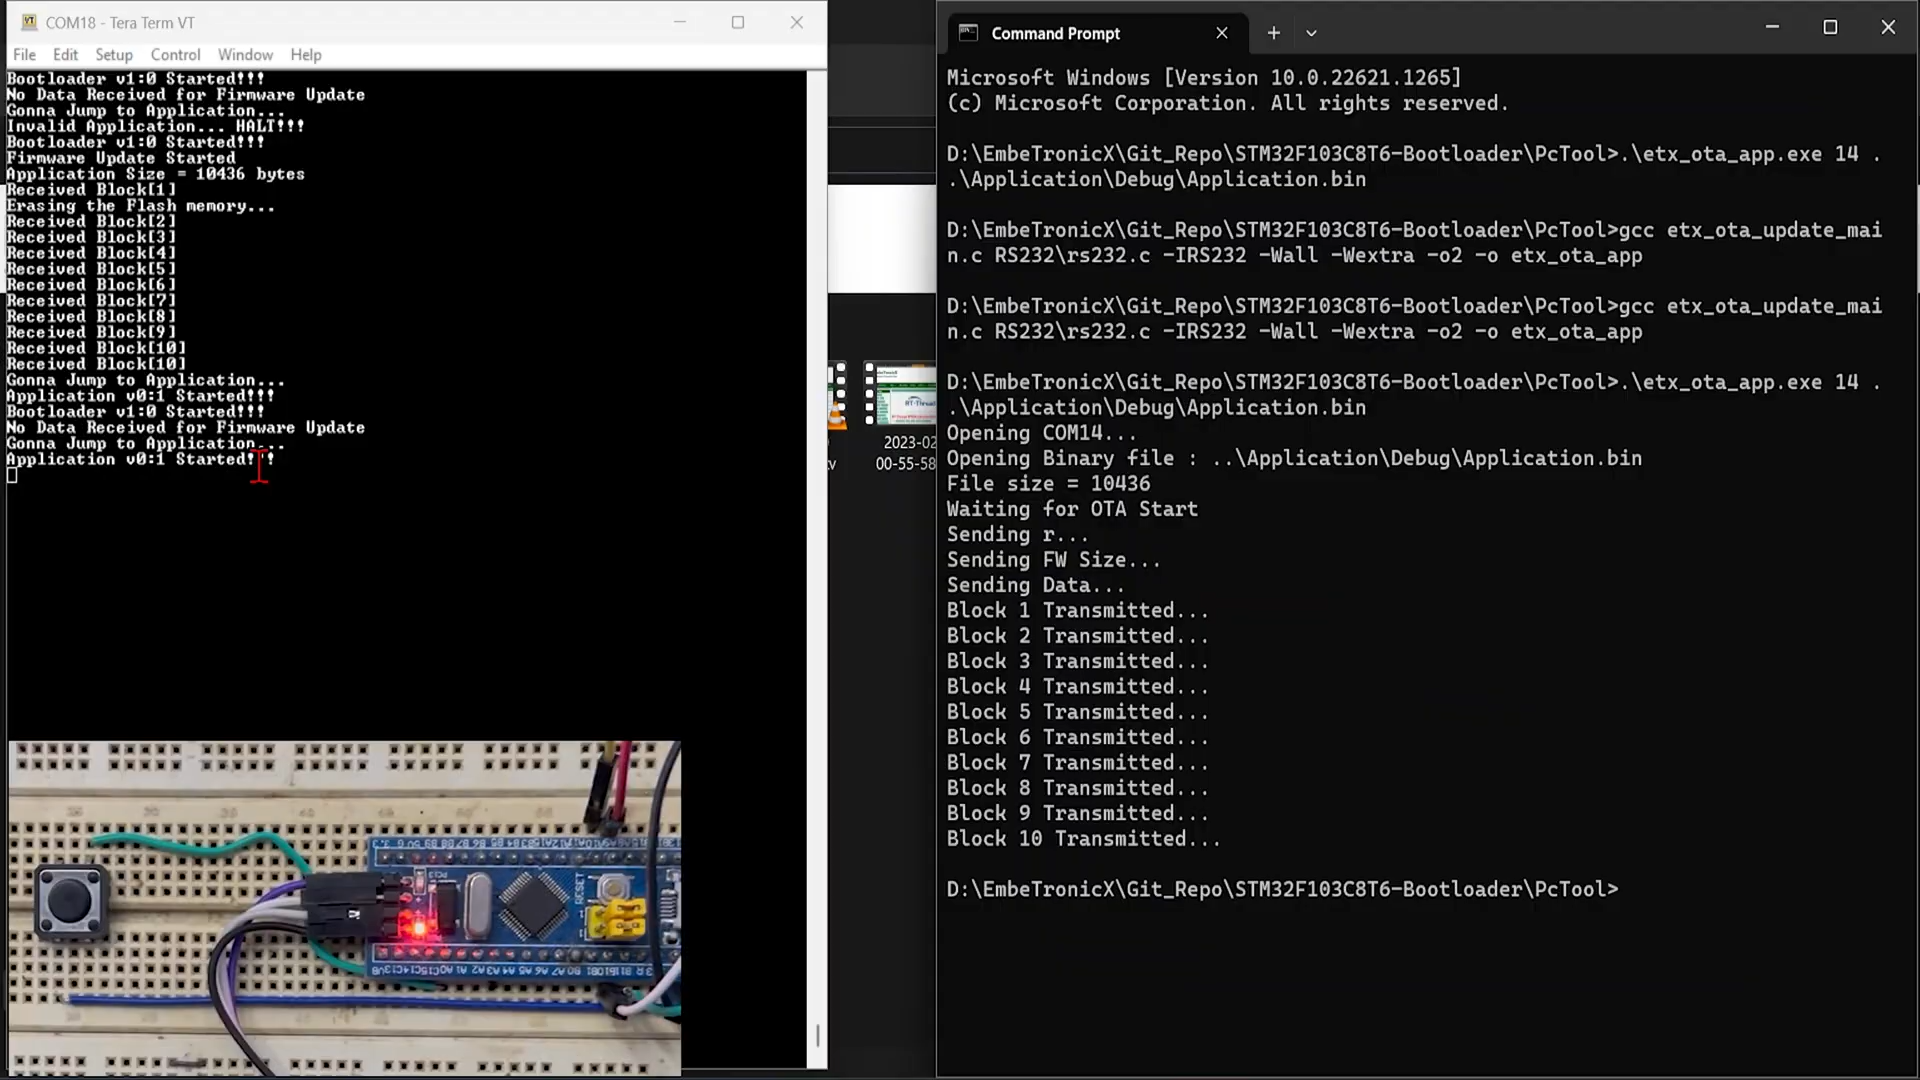 COM18 - Tera Term VT
File Edit Setup Control Window Help
Bootloader v1:0 Started!!!
No Data Received for Firmware Update
Gonna Jump to Application...
Invalid Application... HALT!!!
Bootloader v1:0 Started!!!
Firmware Update Started
Application Size = 10436 bytes
Received Block[1]
Erasing the Flash memory...
Received Block[2]
Received Block[3]
Received Block[4]
Received Block[5]
Received Block[6]
Received Block[7]
Received Block[8]
Received Block[9]
Received Block[10]
Received Block[10]
Gonna Jump to Application...
Application v0:1 Started!!!
Bootloader v1:0 Started!!!
No Data Received for Firmware Update
Gonna Jump to Application...
Application v0:1 Started!!!
RT-Thread
2023-02
00-55-58
RESET
Command Prompt
Microsoft Windows [Version 10.0.22621.1265]
(c) Microsoft Corporation. All rights reserved.
D:\EmbeTronicX\Git_Repo\STM32F103C8T6-Bootloader\PcTool>.\etx_ota_app.exe 14 .
.\Application\Debug\Application.bin
D:\EmbeTronicX\Git_Repo\STM32F103C8T6-Bootloader\PcTool>gcc etx_ota_update_mai
n.c RS232\rs232.c -IRS232 -Wall -Wextra -o2 -o etx_ota_app
D:\EmbeTronicX\Git_Repo\STM32F103C8T6-Bootloader\PcTool>gcc etx_ota_update_mai
n.c RS232\rs232.c -IRS232 -Wall -Wextra -o2 -o etx_ota_app
D:\EmbeTronicX\Git_Repo\STM32F103C8T6-Bootloader\PcTool>.\etx_ota_app.exe 14 .
.\Application\Debug\Application.bin
Opening COM14...
Opening Binary file : ..\Application\Debug\Application.bin
File size = 10436
Waiting for OTA Start
Sending r...
Sending FW Size...
Sending Data...
Block 1 Transmitted...
Block 2 Transmitted...
Block 3 Transmitted...
Block 4 Transmitted...
Block 5 Transmitted...
Block 6 Transmitted...
Block 7 Transmitted...
Block 8 Transmitted...
Block 9 Transmitted...
Block 10 Transmitted...
D:\EmbeTronicX\Git_Repo\STM32F103C8T6-Bootloader\PcTool>